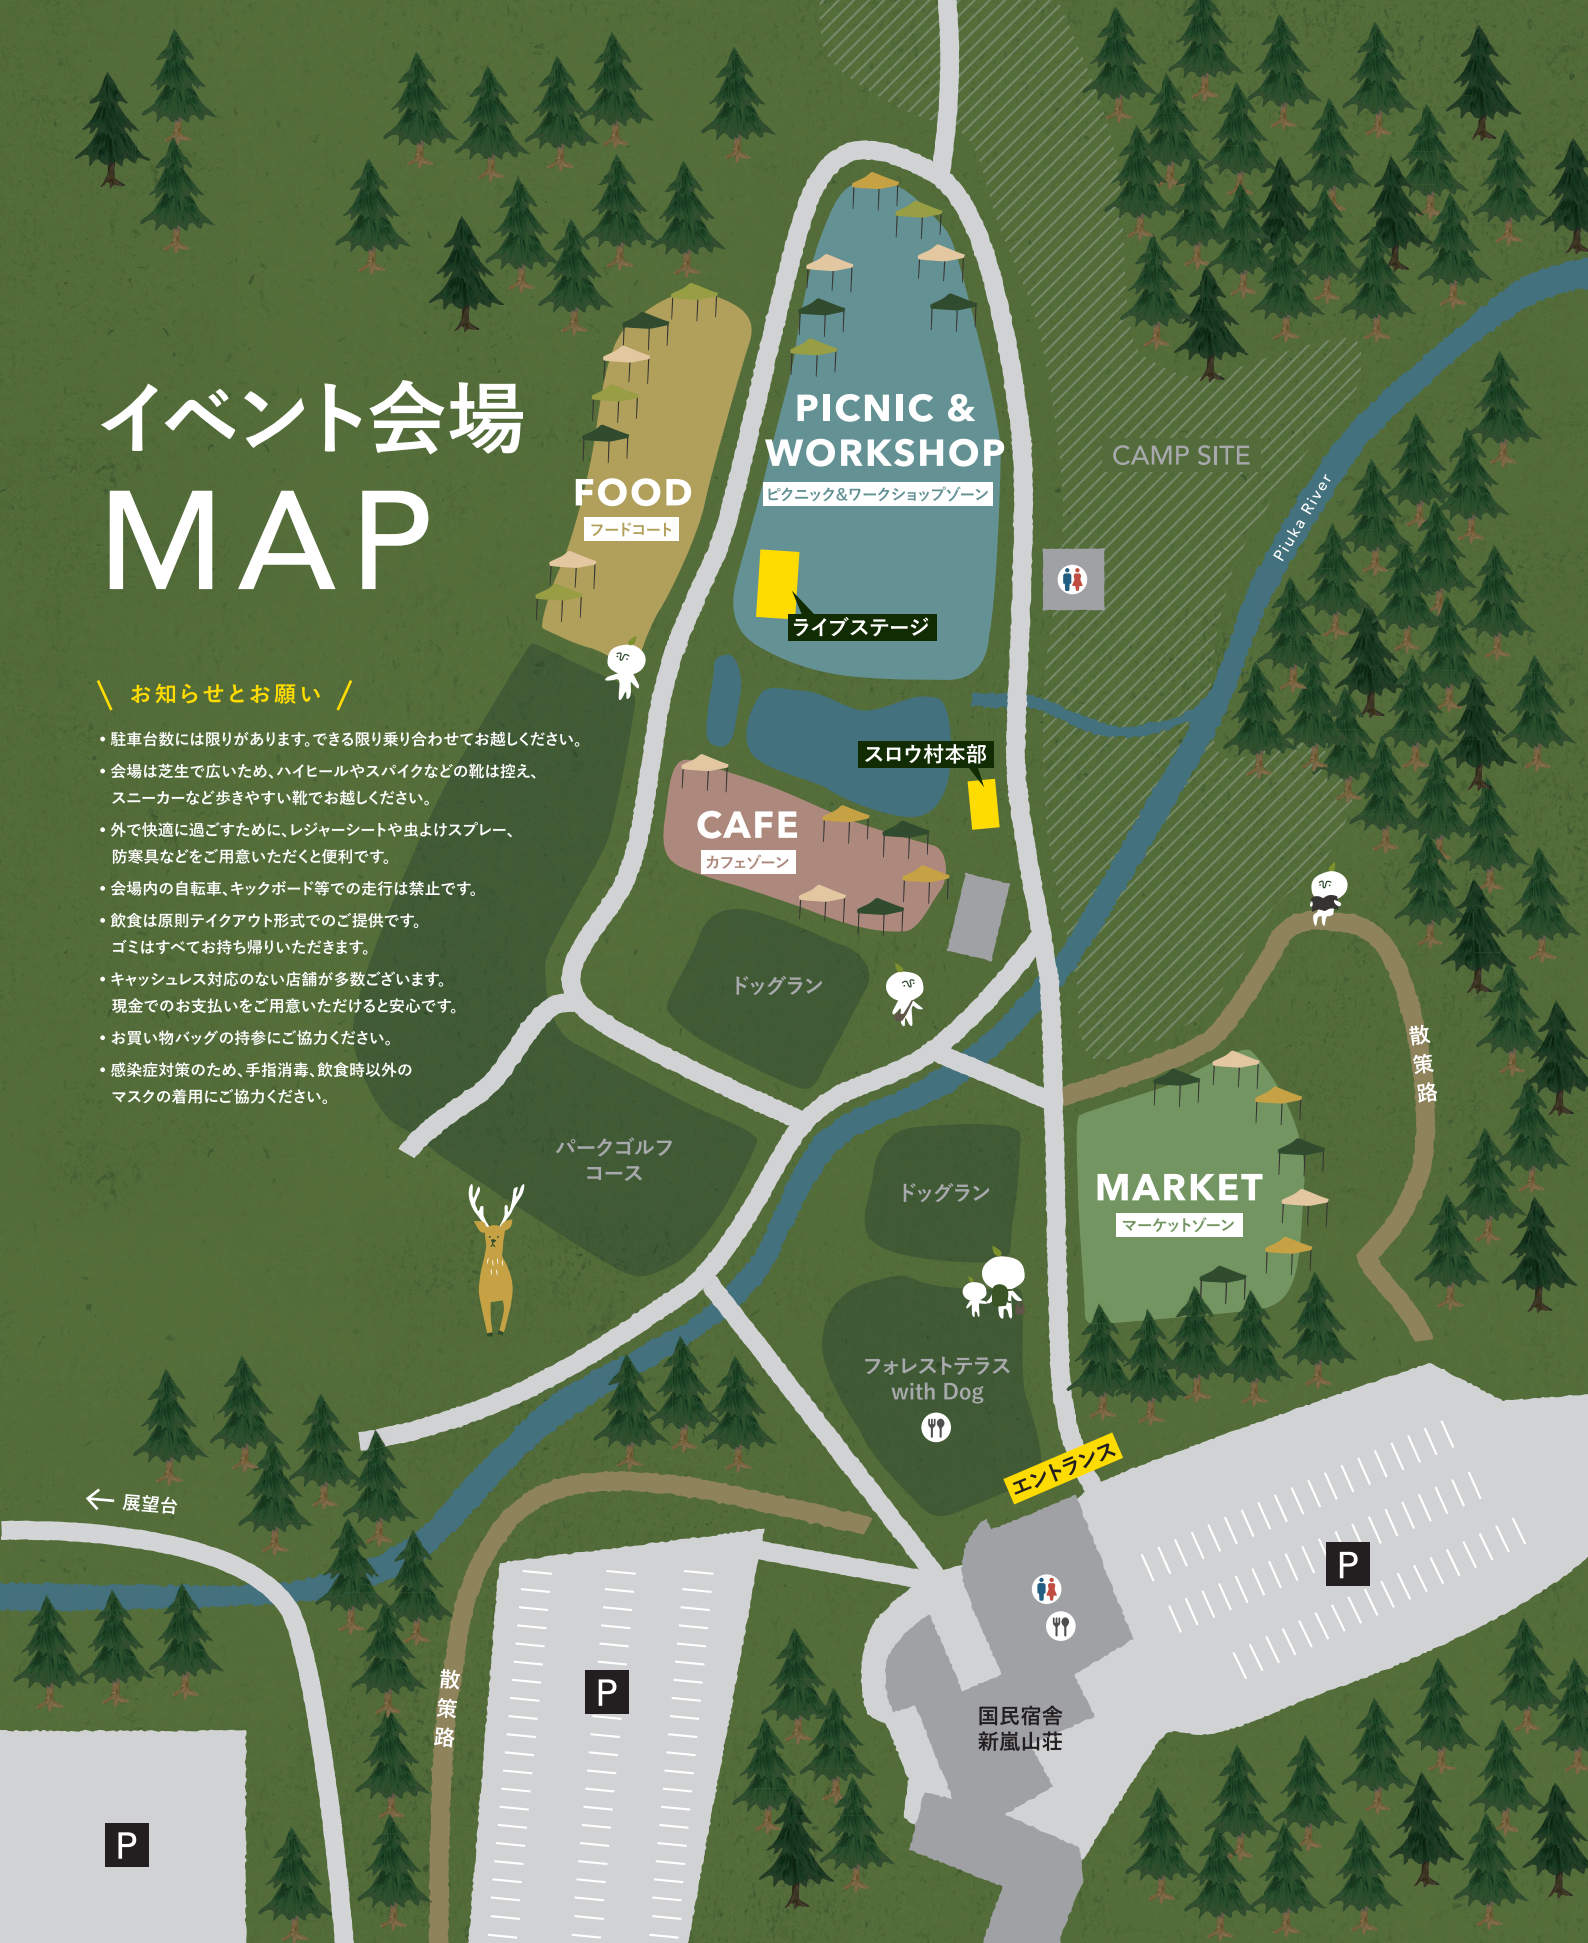 イベント会場
MAP
お知らせとお願い
• 駐車台数には限りがあります。できる限り乗り合わせてお越しください。
• 会場は芝生で広いため、ハイヒールやスパイクなどの靴は控え、
スニーカーなど歩きやすい靴でお越しください。
• 外で快適に過ごすために、レジャーシートや虫よけスプレー、
防寒具などをご用意いただくと便利です。
• 会場内の自転車、キックボード等での走行は禁止です。
• 飲食は原則テイクアウト形式でのご提供です。
ゴミはすべてお持ち帰りいただきます。
• キャッシュレス対応のない店舗が多数ございます。
現金でのお支払いをご用意いただけると安心です。
• お買い物バッグの持参にご協力ください。
• 感染症対策のため、手指消毒、飲食時以外の
マスクの着用にご協力ください。
FOOD
フードコート
PICNIC &
WORKSHOP
ピクニック&ワークショップゾーン
ライブステージ
CAMP SITE
Piuka River
スロウ村本部
CAFE
カフェゾーン
ドッグラン
散策路
パークゴルフ
コース
ドッグラン
MARKET
マーケットゾーン
フォレストテラス
with Dog
エントランス
← 展望台
P
P
散策路
国民宿舎
新嵐山荘
P